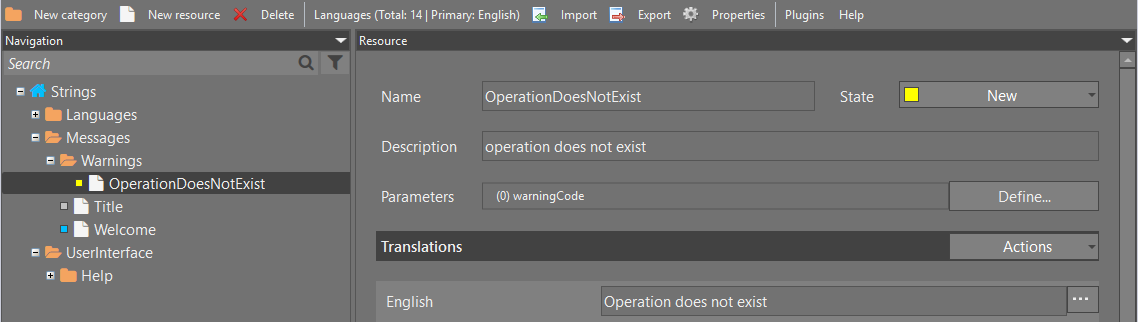 New category New resource Delete Languages (Total: 14 | Primary: English) Import Export Properties Plugins Help
Navigation
Search
Strings
Languages
Messages
Warnings
OperationDoesNotExist
Title
Welcome
UserInterface
Help
Resource
Name OperationDoesNotExist State New
Description operation does not exist
Parameters (0) warningCode Define...
Translations Actions
English Operation does not exist ...